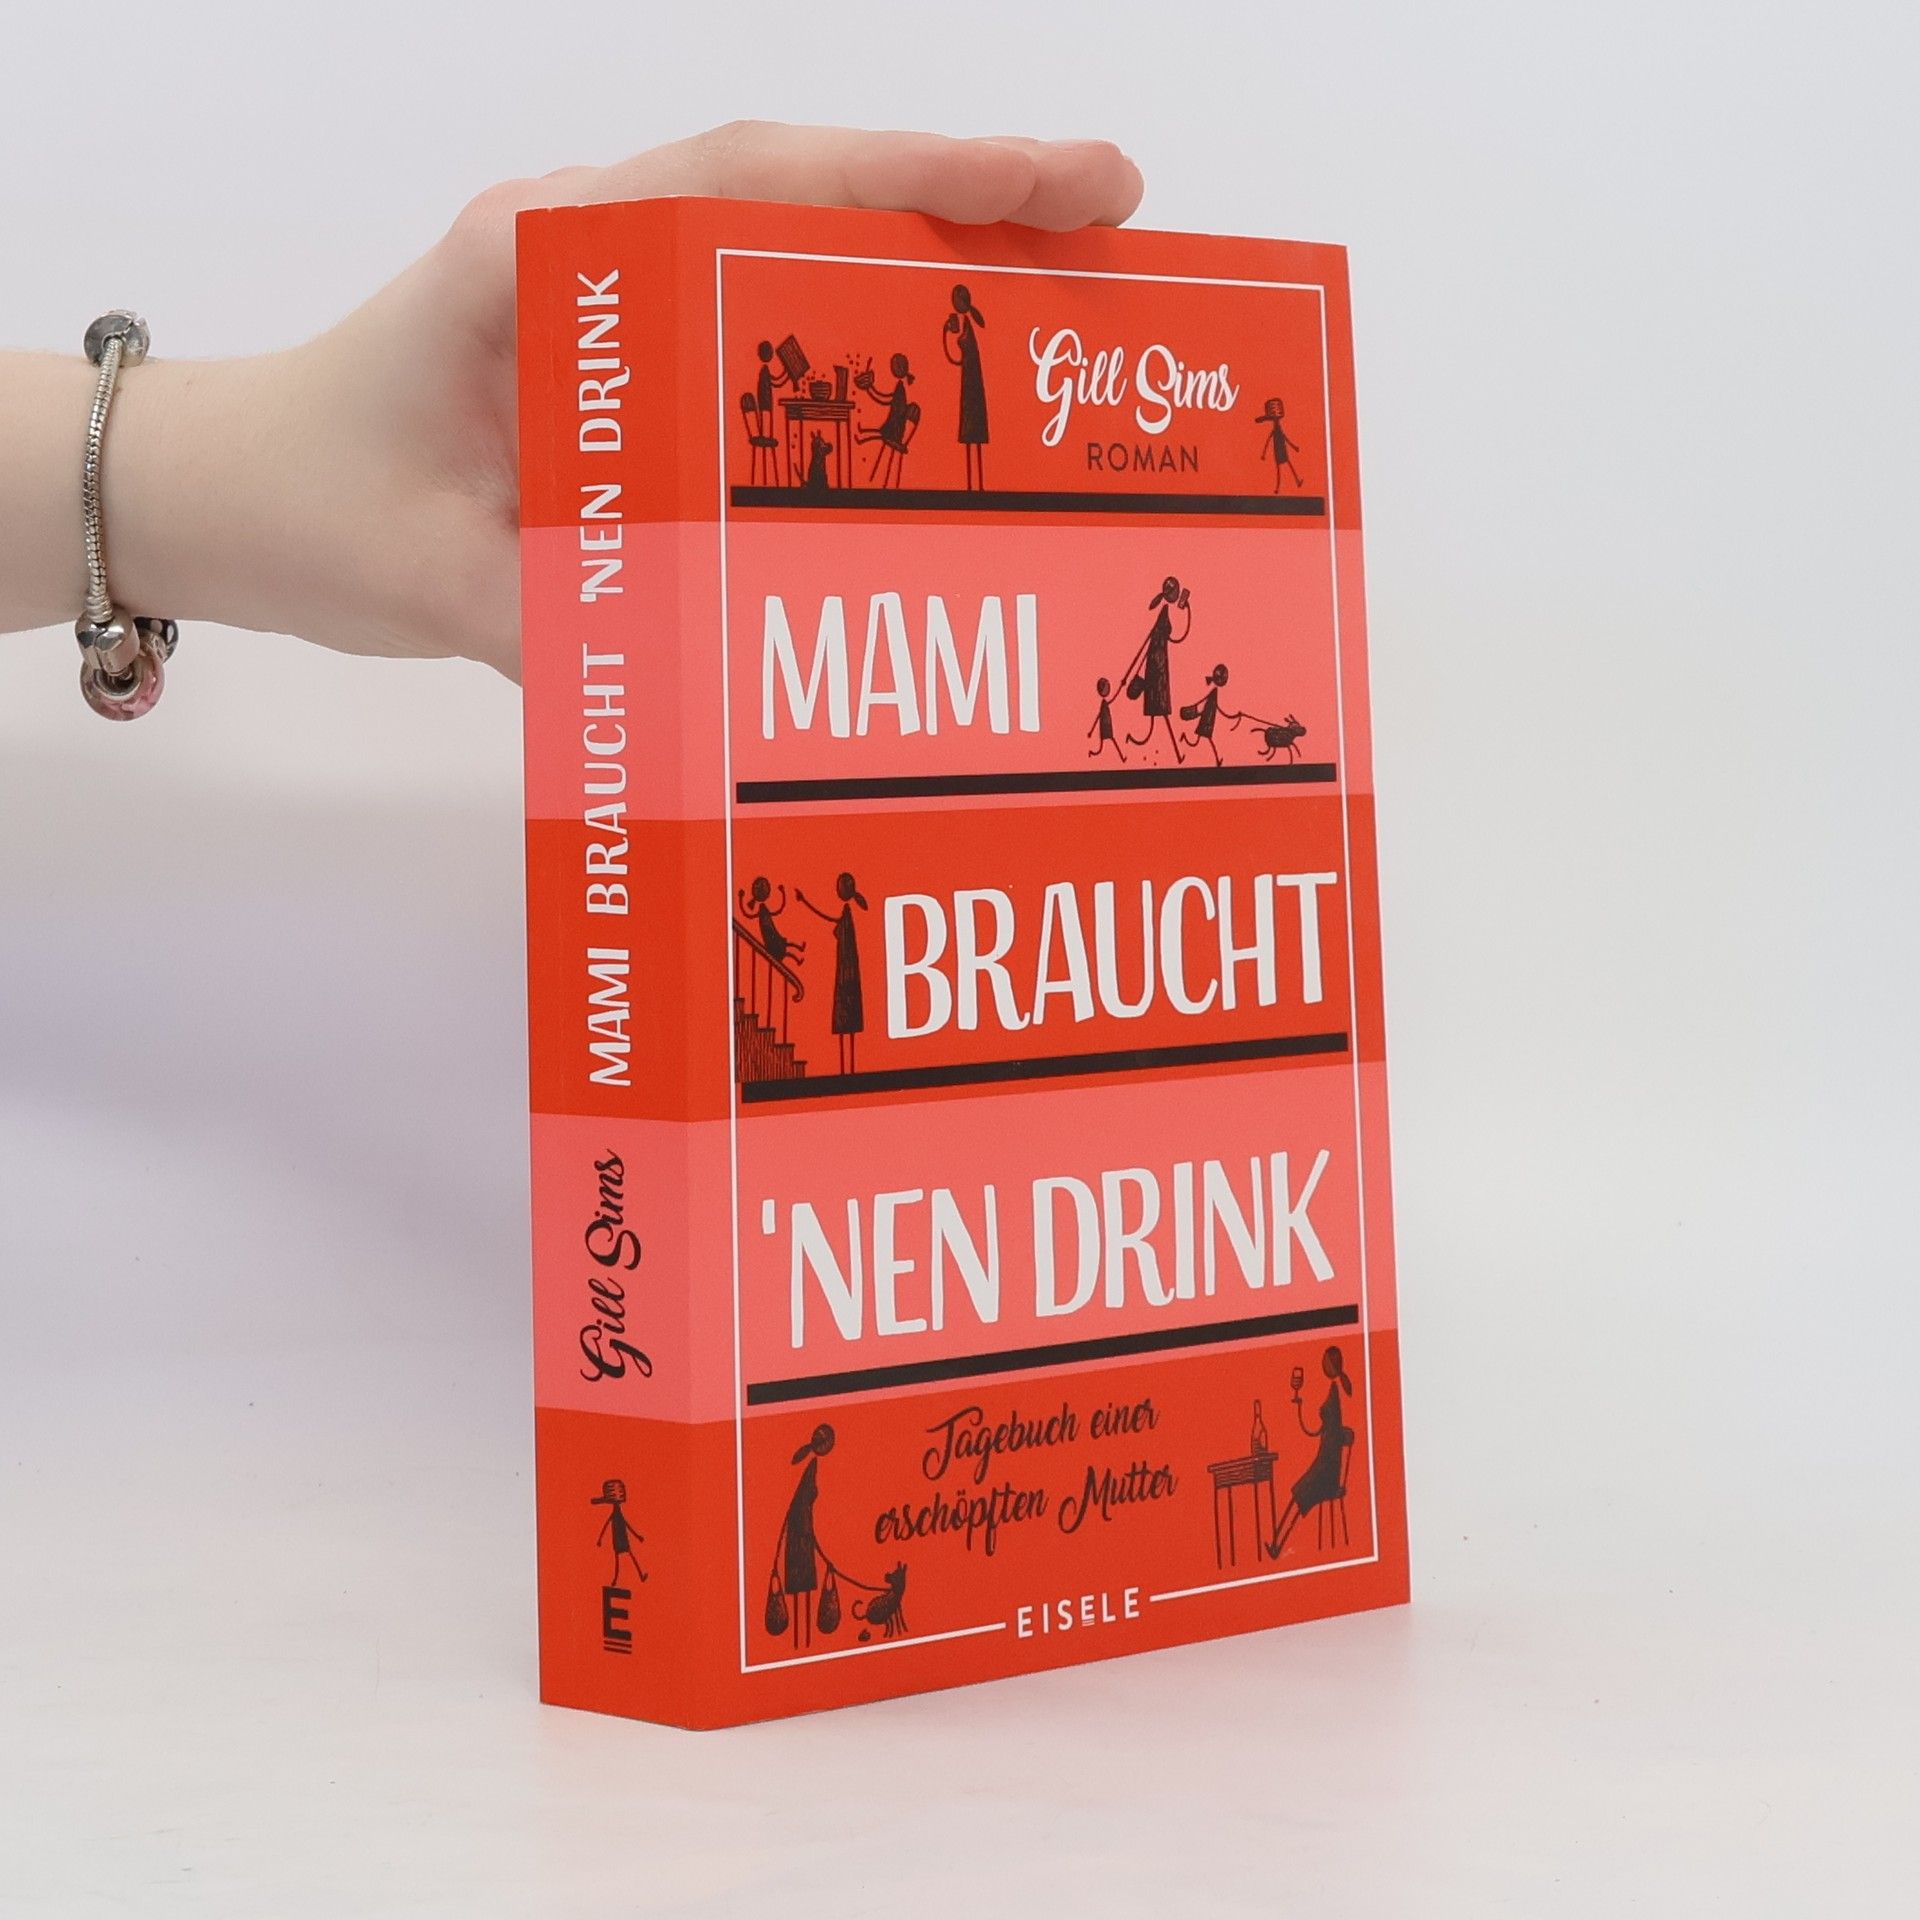 MAMI BRAUCHT 'NEN DRINK
Gill Sims
E
Gill Sims
ROMAN
MAMI
BRAUCHT
'NEN DRINK
Tagebuch einer
erschöpften Mutter
EISELE